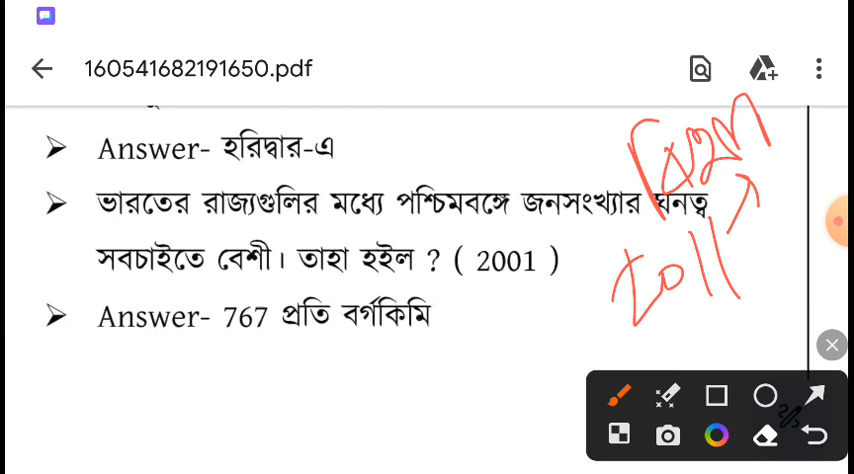 160541682191650.pdf
Answer- হরিদ্বার-এ
ভারতের রাজ্যগুলির মধ্যে পশ্চিমবঙ্গে জনসংখ্যার ঘনত্ব
সবচাইতে বেশী। তাহা হইল ? ( 2001 )
Answer- 767 প্রতি বর্গকিমি
বিহার
২০১১